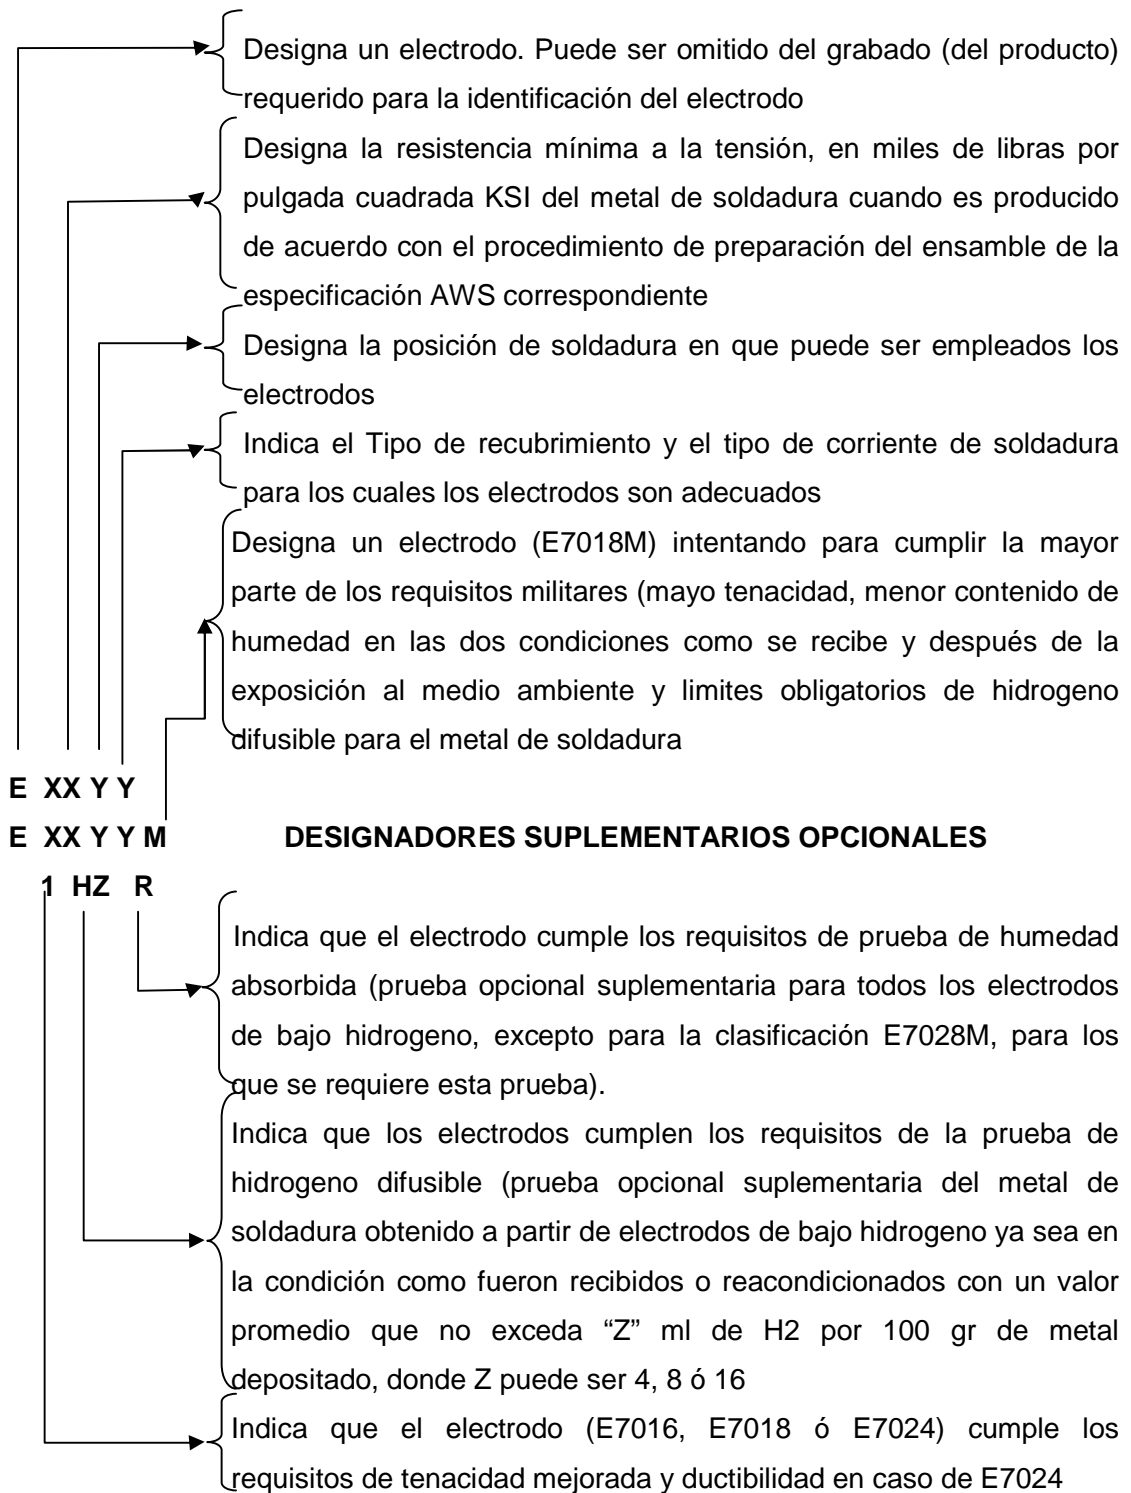 Designa un electrodo. Puede ser omitido del grabado (del producto)
requerido para la identificación del electrodo
Designa la resistencia mínima a la tensión, en miles de libras por
pulgada cuadrada KSI del metal de soldadura cuando es producido
de acuerdo con el procedimiento de preparación del ensamble de la
especificación AWS correspondiente
Designa la posición de soldadura en que puede ser empleados los
electrodos
Indica el Tipo de recubrimiento y el tipo de corriente de soldadura
para los cuales los electrodos son adecuados
Designa un electrodo (E7018M) intentando para cumplir la mayor
parte de los requisitos militares (mayo tenacidad, menor contenido de
humedad en las dos condiciones como se recibe y después de la
exposición al medio ambiente y limites obligatorios de hidrogeno
difusible para el metal de soldadura
E XX Y Y
E XX Y Y M DESIGNADORES SUPLEMENTARIOS OPCIONALES
1 HZ R
Indica que el electrodo cumple los requisitos de prueba de humedad
absorbida (prueba opcional suplementaria para todos los electrodos
de bajo hidrogeno, excepto para la clasificación E7028M, para los
que se requiere esta prueba).
Indica que los electrodos cumplen los requisitos de la prueba de
hidrogeno difusible (prueba opcional suplementaria del metal de
soldadura obtenido a partir de electrodos de bajo hidrogeno ya sea en
la condición como fueron recibidos o reacondicionados con un valor
promedio que no exceda “Z” ml de H2 por 100 gr de metal
depositado, donde Z puede ser 4, 8 ó 16
Indica que el electrodo (E7016, E7018 ó E7024) cumple los
requisitos de tenacidad mejorada y ductibilidad en caso de E7024